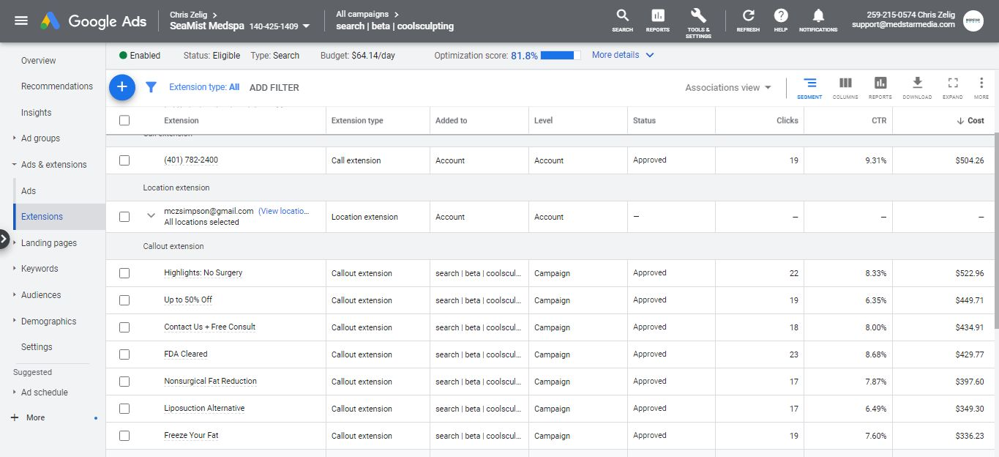 Google Ads
Chris Zelig
SeaMist Medspa 140-425-1409
All campaigns
search | beta | coolsculpting
SEARCH
REPORTS
TOOLS & SETTINGS
REFRESH
HELP
NOTIFICATIONS
259-215-0574 Chris Zelig
support@medstarmedia.com
Overview
Recommendations
Insights
Ad groups
Ads & extensions
Ads
Extensions
Landing pages
Keywords
Audiences
Demographics
Settings
Suggested
Ad schedule
+ More
Enabled Status: Eligible Type: Search Budget: $64.14/day Optimization score: 81.8% More details
Extension type: All ADD FILTER Associations view
SEGMENT COLUMNS REPORTS DOWNLOAD EXPAND MORE
Extension Extension type Added to Level Status Clicks CTR Cost
Call extension
(401) 782-2400 Call extension Account Account Approved 19 9.31% $504.26
Location extension
mczsimpson@gmail.com (View locatio...
All locations selected Location extension Account Account — — — —
Callout extension
Highlights: No Surgery Callout extension search | beta | coolscul... Campaign Approved 22 8.33% $522.96
Up to 50% Off Callout extension search | beta | coolscul... Campaign Approved 19 6.35% $449.71
Contact Us + Free Consult Callout extension search | beta | coolscul... Campaign Approved 18 8.00% $434.91
FDA Cleared Callout extension search | beta | coolscul... Campaign Approved 23 8.68% $429.77
Nonsurgical Fat Reduction Callout extension search | beta | coolscul... Campaign Approved 17 7.87% $397.60
Liposuction Alternative Callout extension search | beta | coolscul... Campaign Approved 17 6.49% $349.30
Freeze Your Fat Callout extension search | beta | coolscul... Campaign Approved 19 7.60% $336.23